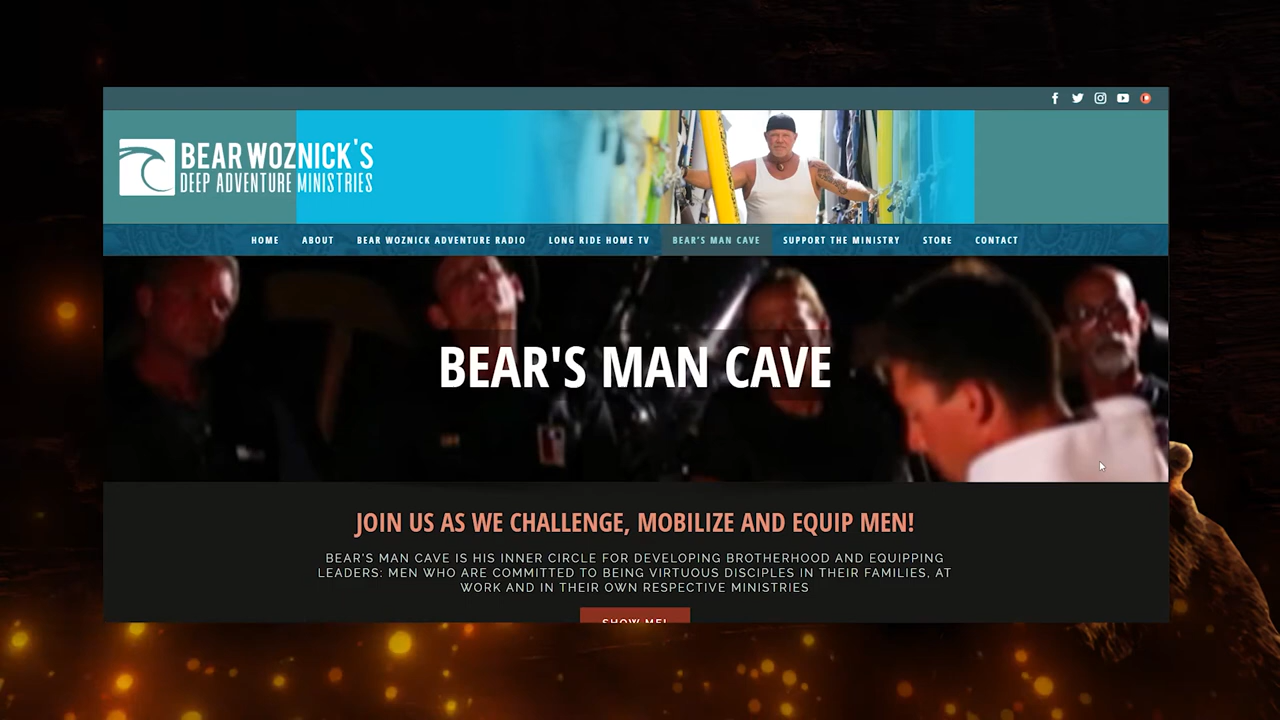 BEAR WOZNICK'S
DEEP ADVENTURE MINISTRIES
HOME ABOUT BEAR WOZNICK ADVENTURE RADIO LONG RIDE HOME TV BEAR'S MAN CAVE SUPPORT THE MINISTRY STORE CONTACT
BEAR'S MAN CAVE
JOIN US AS WE CHALLENGE, MOBILIZE AND EQUIP MEN!
BEAR'S MAN CAVE IS HIS INNER CIRCLE FOR DEVELOPING BROTHERHOOD AND EQUIPPING
LEADERS: MEN WHO ARE COMMITTED TO BEING VIRTUOUS DISCIPLES IN THEIR FAMILIES, AT
WORK AND IN THEIR OWN RESPECTIVE MINISTRIES
SHOW ME!